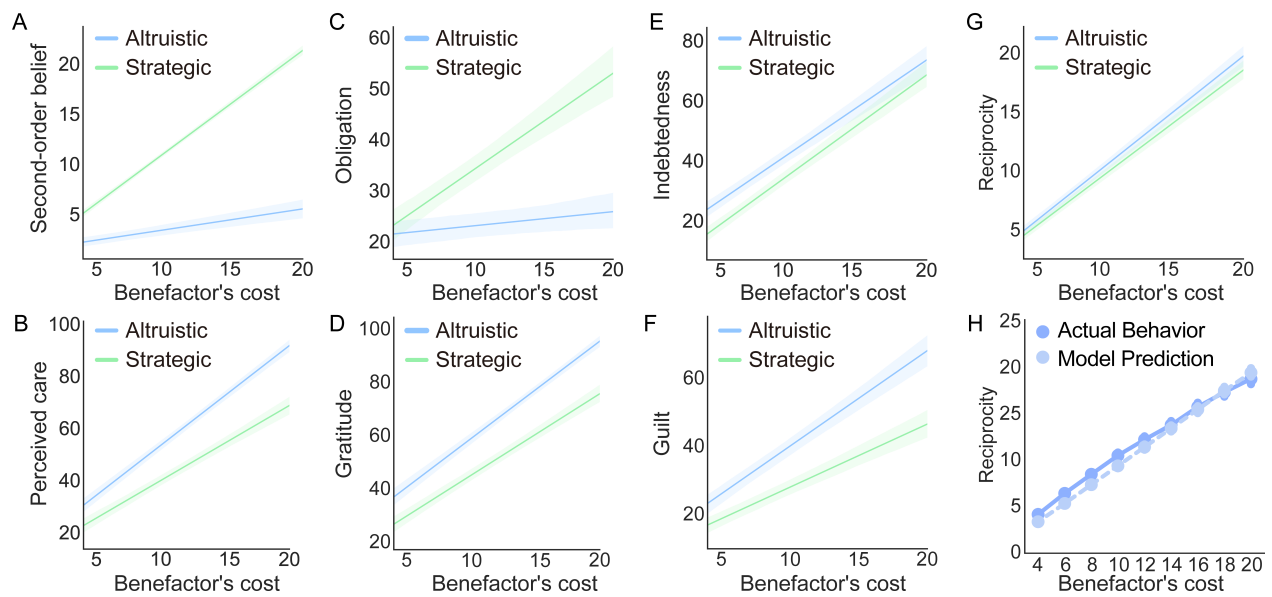 A
Second-order belief
Altruistic
Strategic
20
15
10
5
5 10 15 20
Benefactor's cost
C
Obligation
Altruistic
Strategic
60
50
40
30
20
5 10 15 20
Benefactor's cost
E
Indebtedness
Altruistic
Strategic
80
60
40
20
5 10 15 20
Benefactor's cost
G
Reciprocity
Altruistic
Strategic
20
15
10
5
5 10 15 20
Benefactor's cost
B
Perceived care
Altruistic
Strategic
100
80
60
40
20
5 10 15 20
Benefactor's cost
D
Gratitude
Altruistic
Strategic
100
80
60
40
20
5 10 15 20
Benefactor's cost
F
Guilt
Altruistic
Strategic
60
40
20
5 10 15 20
Benefactor's cost
H
Reciprocity
Actual Behavior
Model Prediction
25
20
25
10
5
0
4 6 8 10 12 14 16 18 20
Benefactor's cost